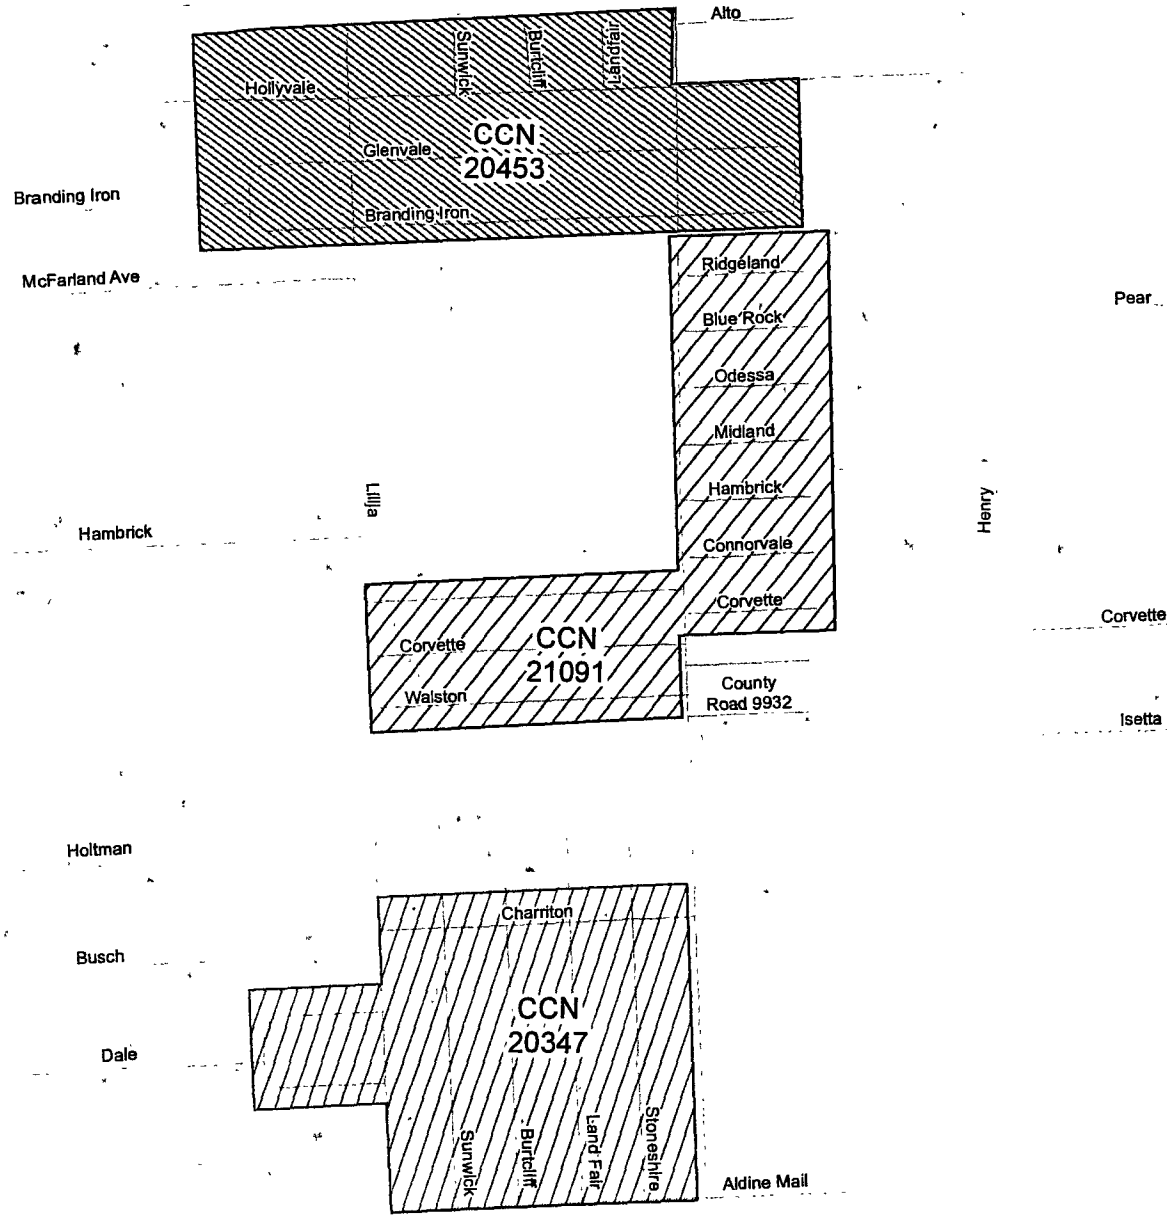 Alto
Sunwick
Burtcliff
Landfair
Hollyvale
CCN
20453
Glenvale
Branding Iron
Branding Iron
McFarland Ave
Ridgeland
Pear
Blue Rock
Odessa
Midland
Hambrick
Lillja
Henry
Hambrick
Connorvale
Corvette
Corvette
CCN
21091
Corvette
Walston
County
Road 9932
Isetta
Holtman
Charriton
Busch
CCN
20347
Dale
Sunwick
Burtcliff
Land Fair
Stoneshire
Aldine Mail